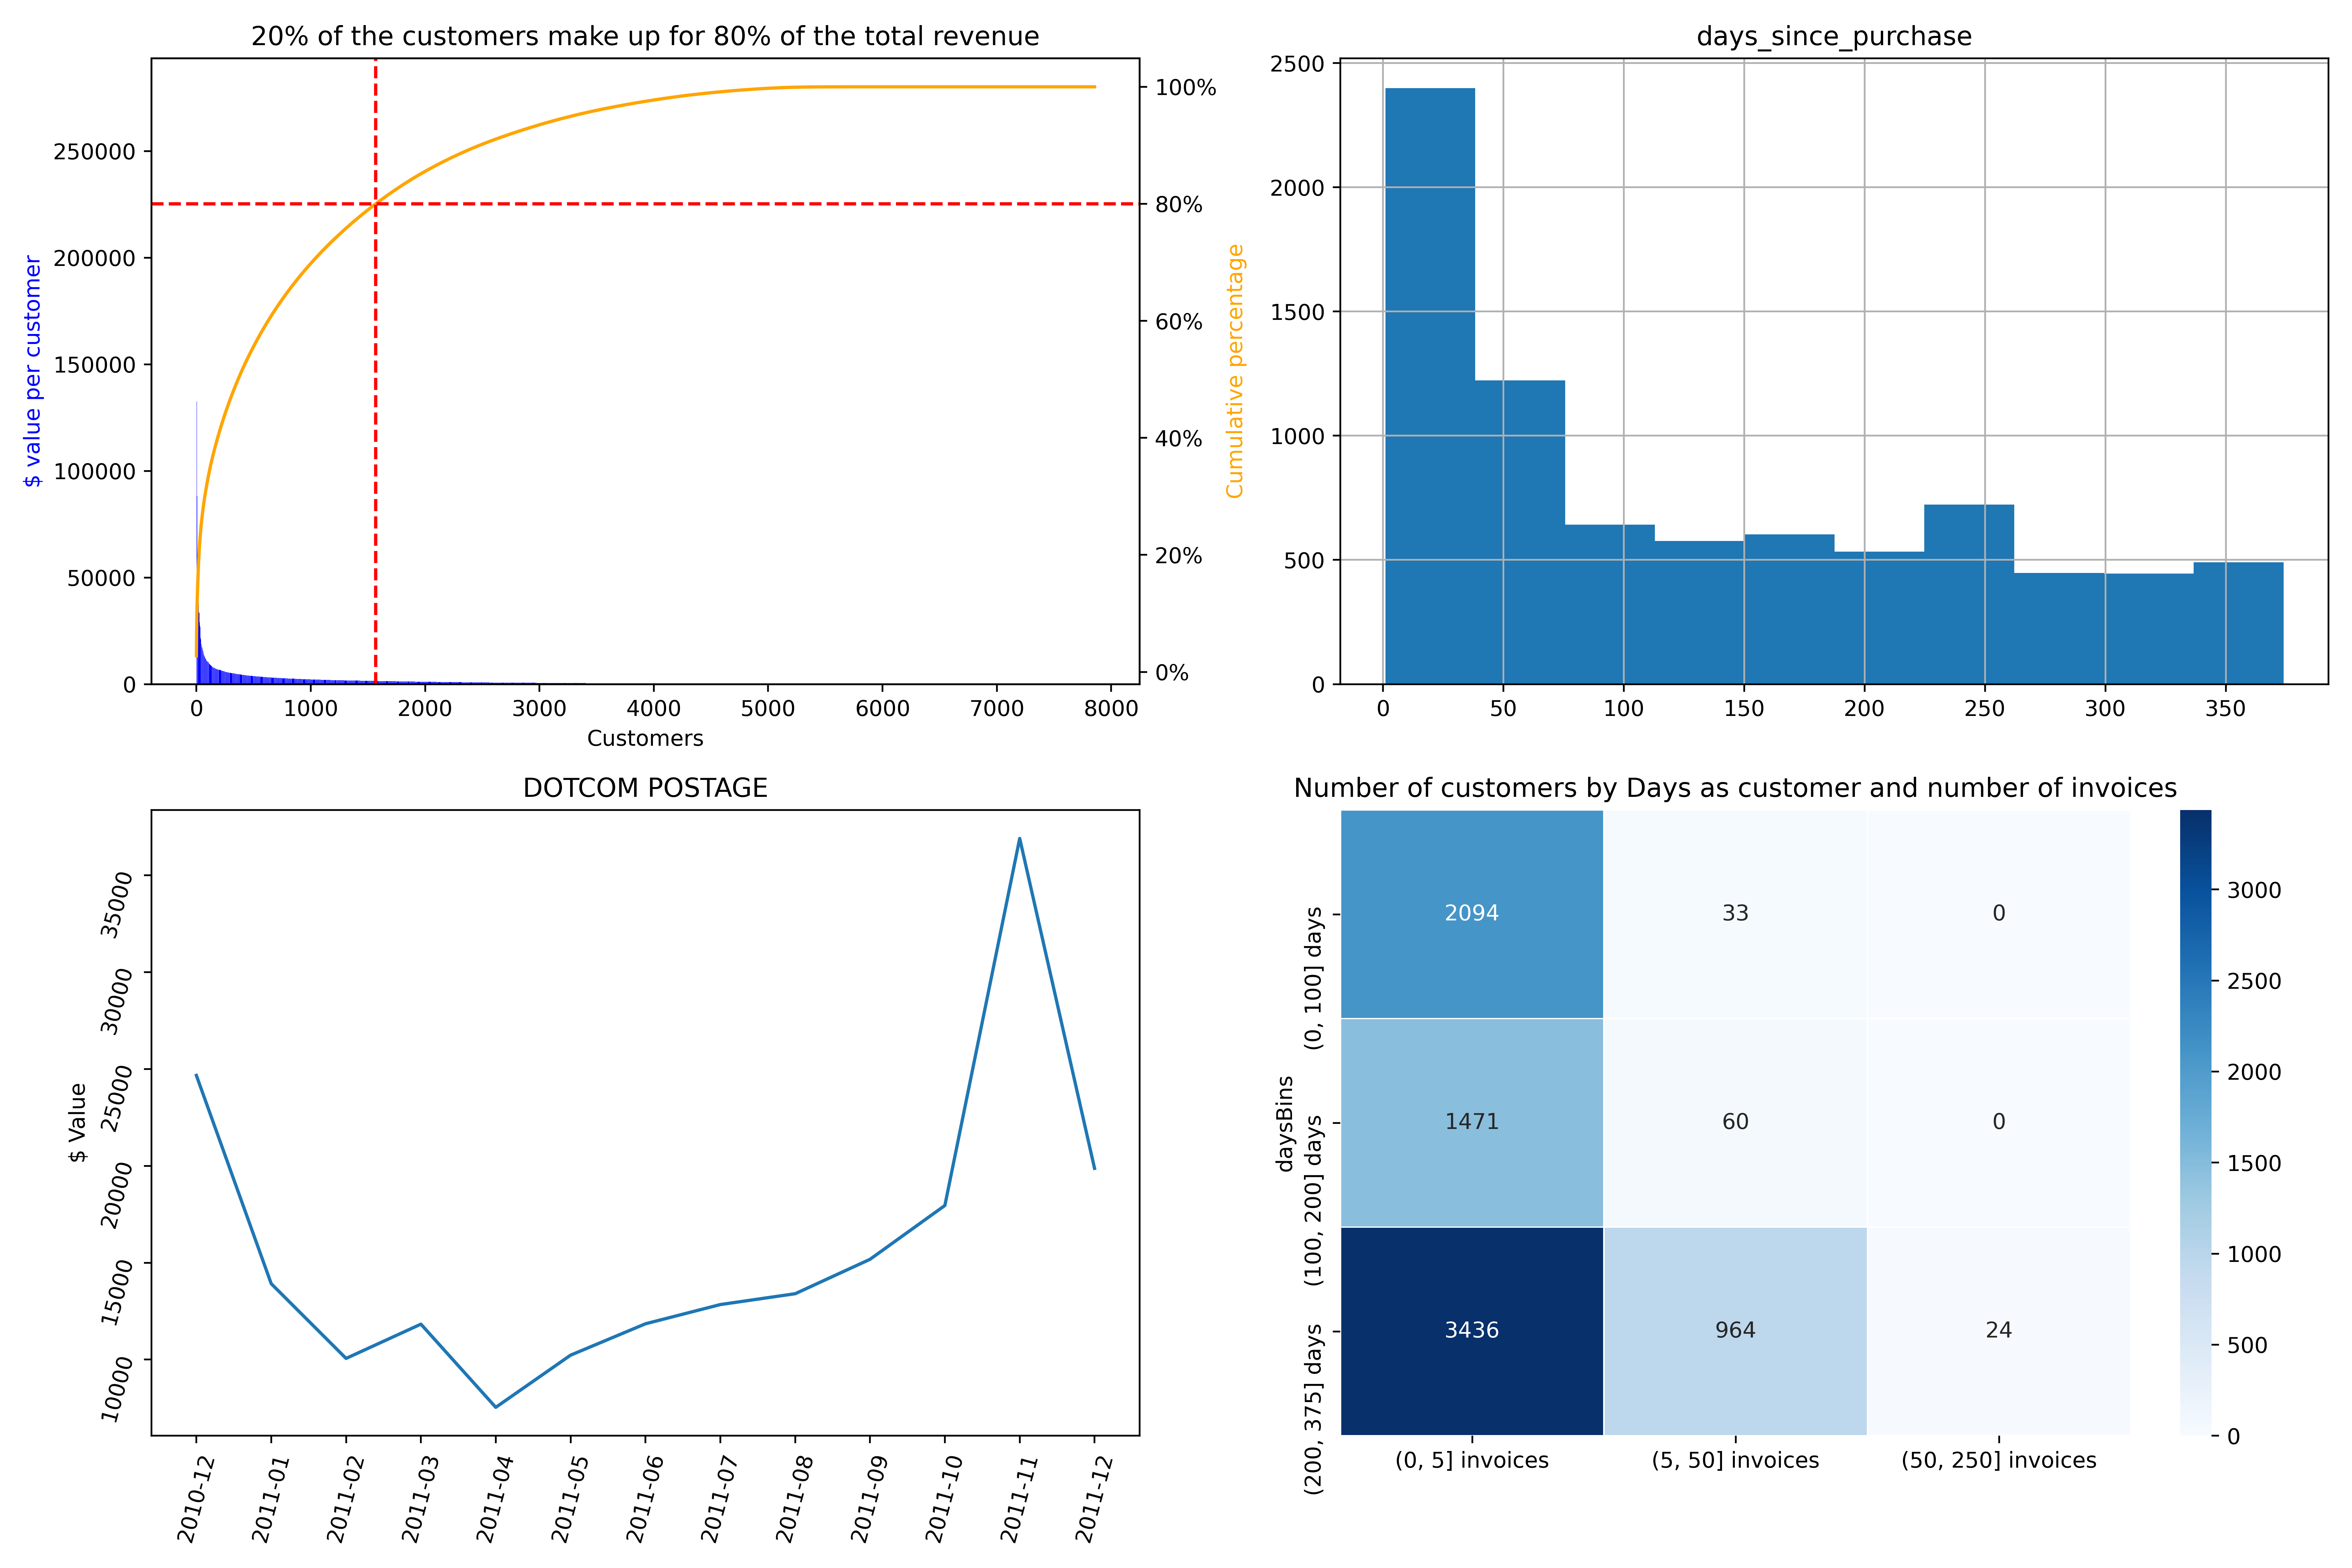 20% of the customers make up for 80% of the total revenue
$ value per customer
250000
200000
150000
100000
50000
0
100%
80%
60%
40%
20%
0%
Cumulative percentage
0 1000 2000 3000 4000 5000 6000 7000 8000
Customers
days_since_purchase
2500
2000
1500
1000
500
0
0 50 100 150 200 250 300 350
DOTCOM POSTAGE
$ Value
35000
30000
25000
20000
15000
10000
2010-12 2011-01 2011-02 2011-03 2011-04 2011-05 2011-06 2011-07 2011-08 2011-09 2011-10 2011-11 2011-12
Number of customers by Days as customer and number of invoices
daysBins
(0, 100] days
2094 33 0
(100, 200] days
1471 60 0
(200, 375] days
3436 964 24
(0, 5] invoices (5, 50] invoices (50, 250] invoices
3000
2500
2000
1500
1000
500
0